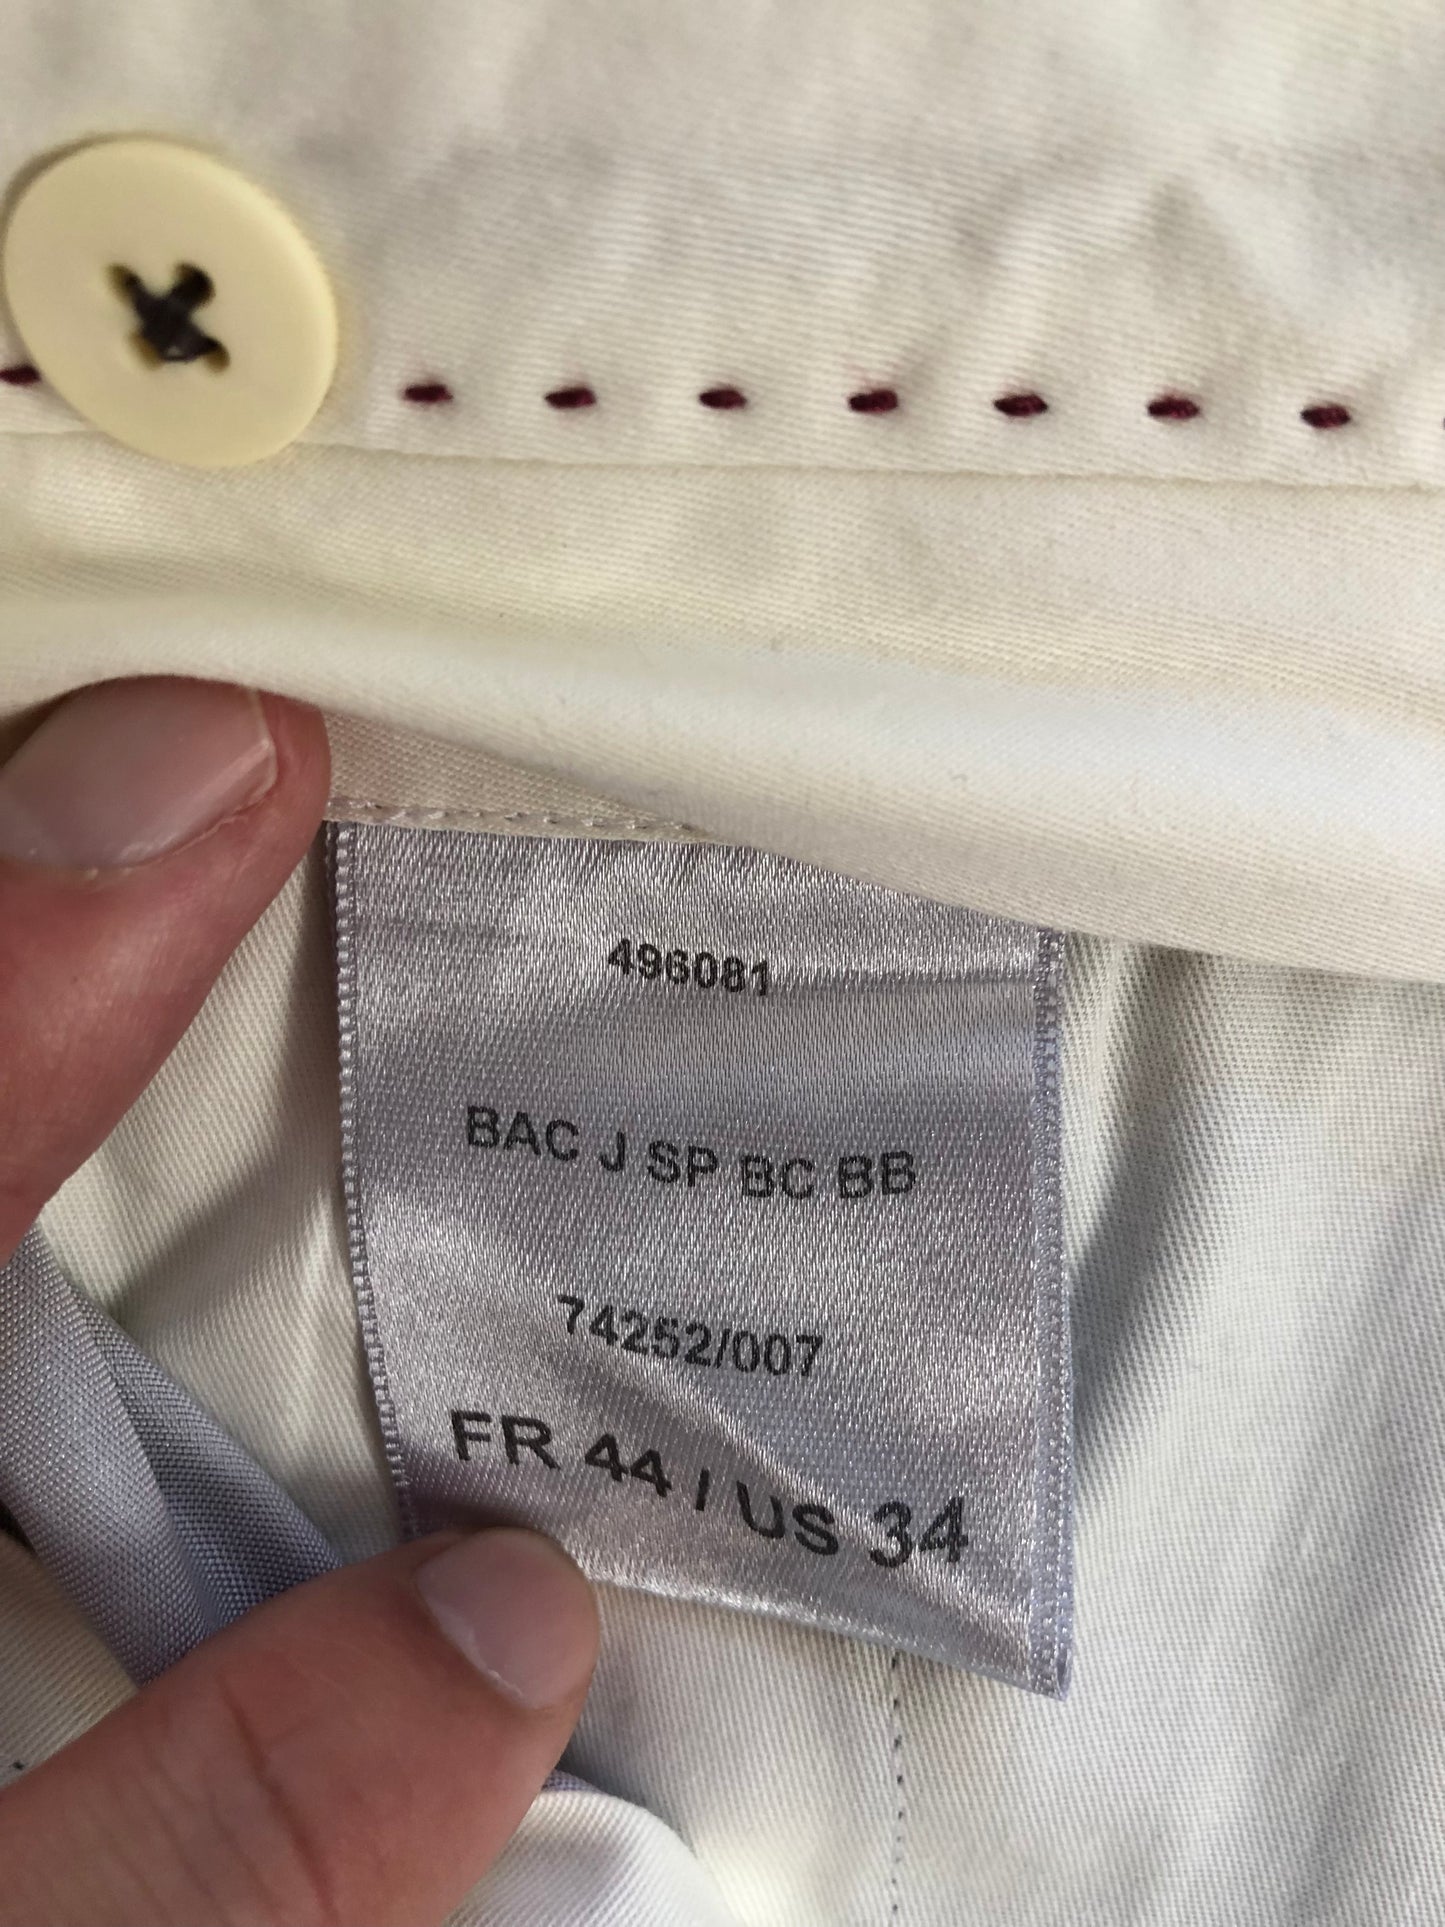 496081
BAC J SP BC BB
74252/007
FR 44 / US 34